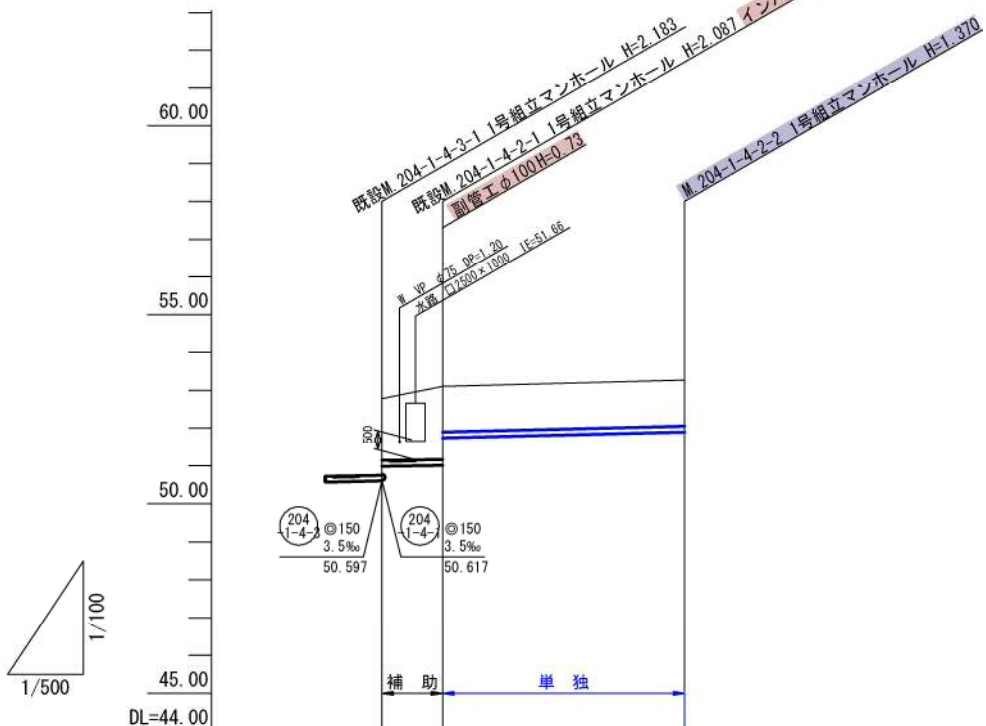 既設M.204-1-4-3-1 1号組立マンホール H=2.183
既設M.204-1-4-2-1 1号組立マンホール H=2.087
副管工φ100H=0.73
M.204-1-4-2-2 1号組立マンホール H=1.370
W VP φ75 DP=1.20
水路 □2500×1000 IE=51.66
60.00
55.00
50.00
45.00
DL=44.00
500
204
-1-4-3
◎150
3.5‰
50.597
204
-1-4-1
◎150
3.5‰
50.617
1/100
1/500
補 助
単 独